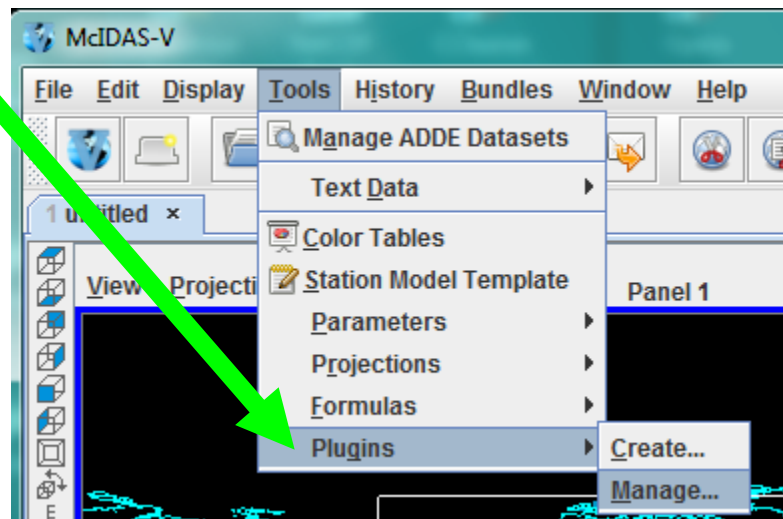 McIDAS-V
File Edit Display Tools History Bundles Window Help
Manage ADDE Datasets
Text Data
1 untitled ×
Color Tables
View Projecti Station Model Template Panel 1
Parameters
Projections
Formulas
Plugins Create...
Manage...
E